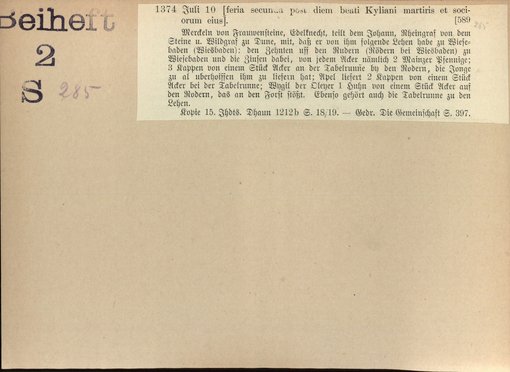 Beiheft
2
S 285
1374 Juli 10 [feria secunda post diem beati Kyliani martiris et soci-
orum eius]. [589
285
Merckeln von Frauwensteine, Edelknecht, teilt dem Johann, Rheingraf von dem
Steine u. Wildgraf zu Dune, mit, daß er von ihm folgende Lehen habe zu Wiese-
baden (Wiesbaden): den Zehnten uff den Rudern (Rödern bei Wiesbaden) zu
Wiesebaden und die Zinsen dabei, von jedem Acker nämlich 2 Mainzer Pfennige;
3 Kappen von einem Stück Acker an der Tabelrunne by den Rodern, die Jonge
zu al uberhoiffen ihm zu liefern hat; Apel liefert 2 Kappen von einem Stück
Acker bei der Tabelrunne; Wygil der Oleyer 1 Huhn von einem Stück Acker auf
den Rodern, das an den Forst stößt. Ebenso gehört auch die Tabelrunne zu den
Lehen.
Kopie 15. Jhdts. Dhaun 1212b S. 18/19. — Gedr. Die Gemeinschaft S. 397.